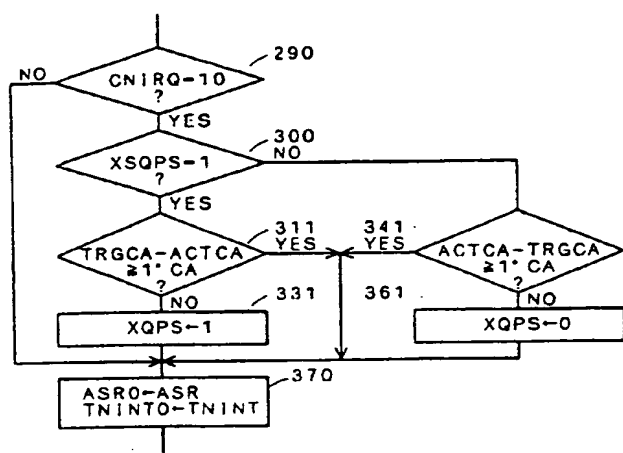 290
NO
CNIRQ-10
?
YES
300
XSQPS-1
?
NO
YES
311
TRGCA-ACTCA
≧1°CA
?
YES
341
YES
ACTCA-TRGCA
≧1°CA
?
NO
331
361
NO
XQPS←1
XQPS←0
370
ASRO←ASR
TNINTO←TNINT